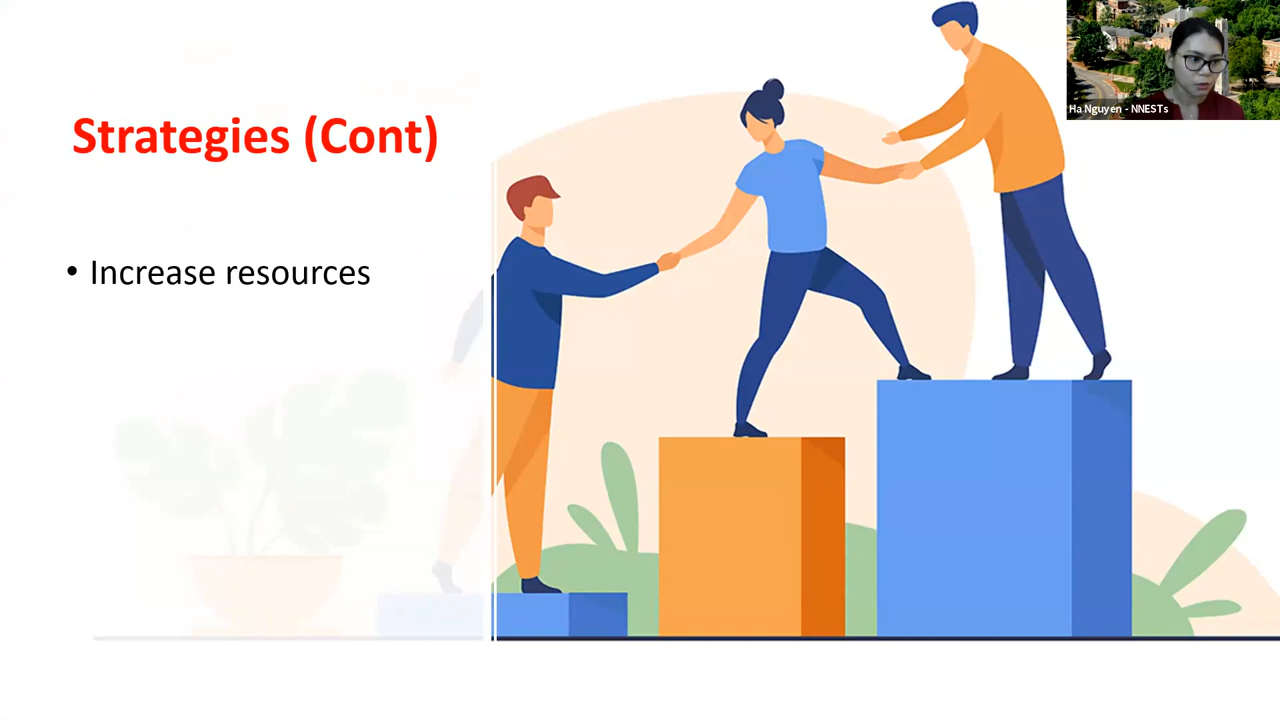 Strategies (Cont)
• Increase resources
Ha Nguyen - NNESTs